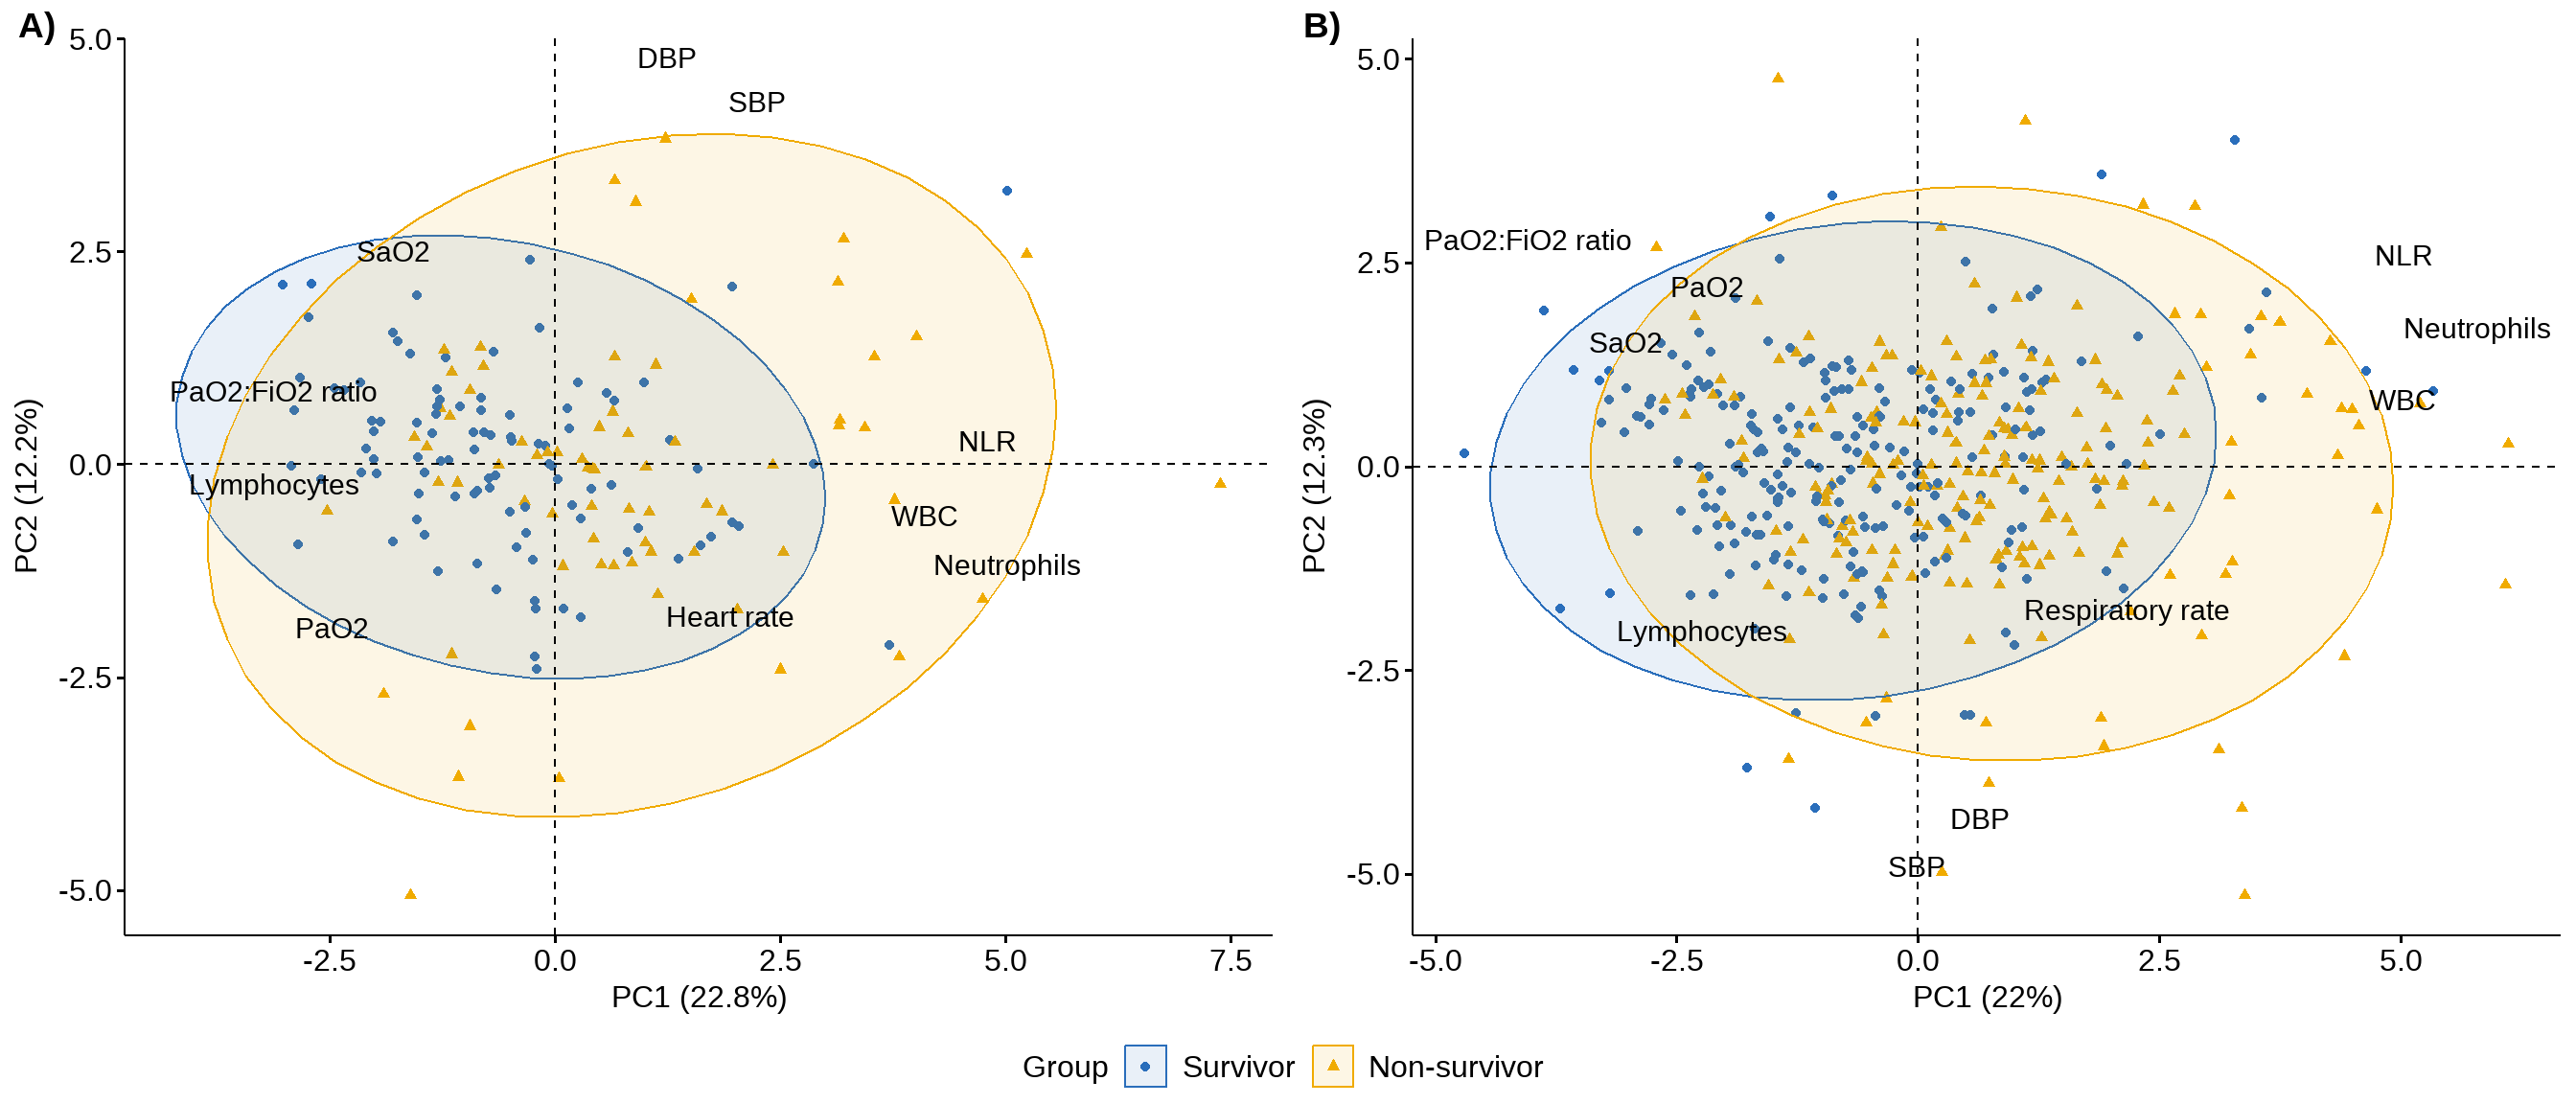 A)
5.0
2.5
0.0
-2.5
-5.0
PC2 (12.2%)
DBP
SBP
SaO2
PaO2:FiO2 ratio
NLR
Lymphocytes
WBC
Neutrophils
Heart rate
PaO2
-2.5
0.0
2.5
5.0
7.5
PC1 (22.8%)
B)
5.0
2.5
0.0
-2.5
-5.0
PC2 (12.3%)
PaO2:FiO2 ratio
NLR
PaO2
Neutrophils
SaO2
WBC
Respiratory rate
Lymphocytes
DBP
SBP
-5.0
-2.5
0.0
2.5
5.0
PC1 (22%)
Group
Survivor
Non-survivor